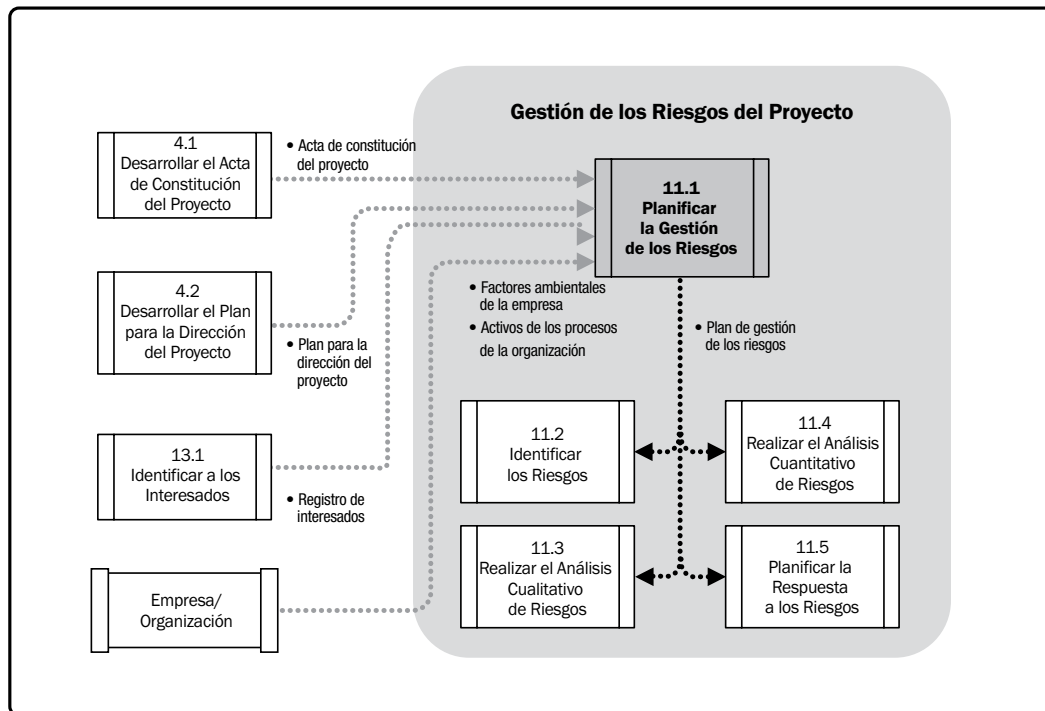 Gestión de los Riesgos del Proyecto
4.1
Desarrollar el Acta
de Constitución
del Proyecto
• Acta de constitución
del proyecto
11.1
Planificar
la Gestión
de los Riesgos
4.2
Desarrollar el Plan
para la Dirección
del Proyecto
• Plan para la
dirección del
proyecto
• Factores ambientales
de la empresa
• Activos de los procesos
de la organización
• Plan de gestión
de los riesgos
13.1
Identificar a los
Interesados
• Registro de
interesados
11.2
Identificar
los Riesgos
11.4
Realizar el Análisis
Cuantitativo
de Riesgos
11.3
Realizar el Análisis
Cualitativo
de Riesgos
11.5
Planificar la
Respuesta
a los Riesgos
Empresa/
Organización